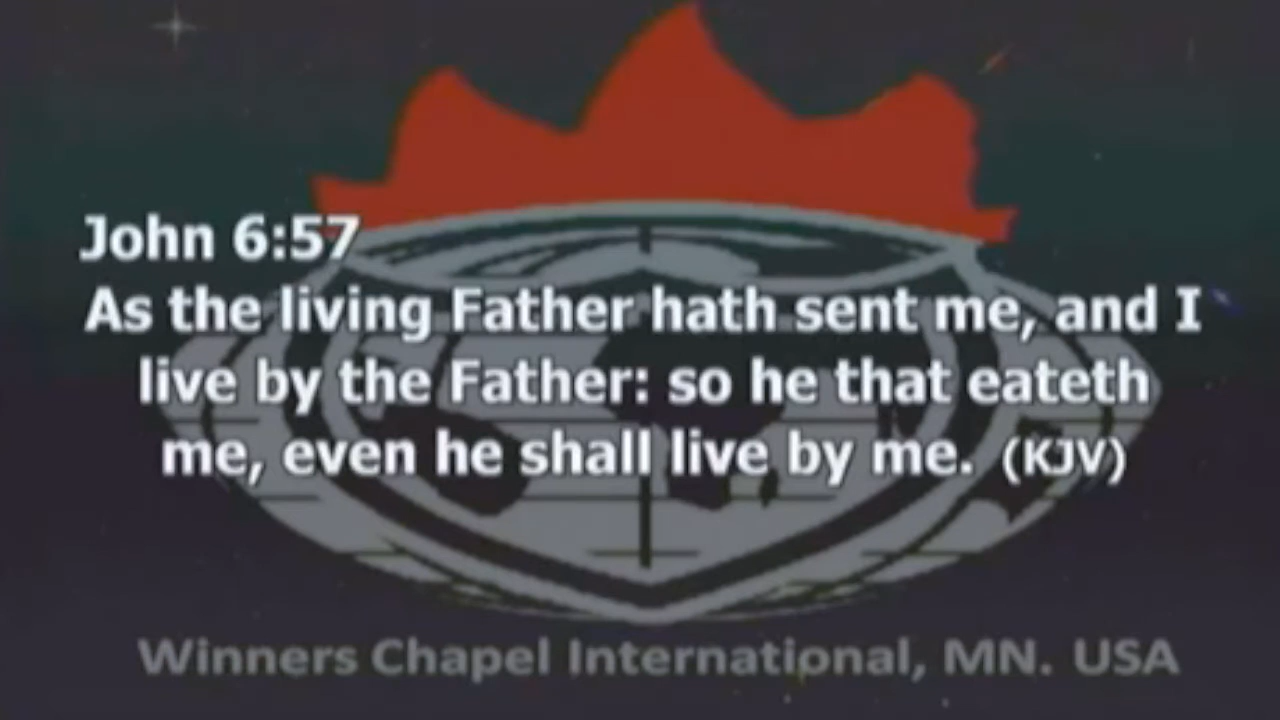 John 6:57
As the living Father hath sent me, and I
live by the Father: so he that eateth
me, even he shall live by me. (KJV)
Winners Chapel International, MN. USA